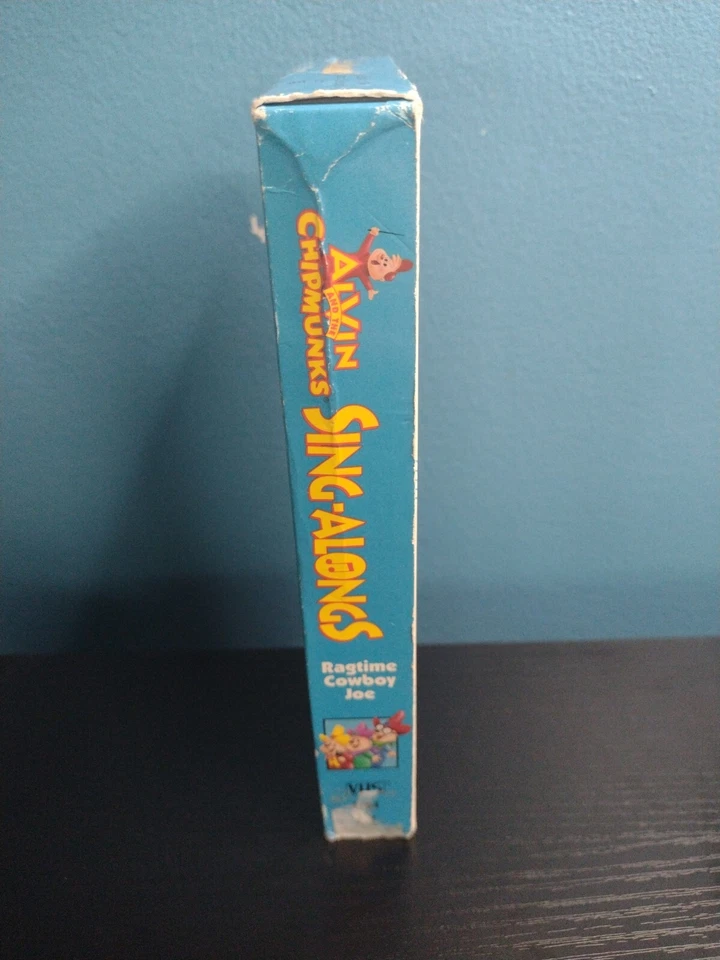 ALVIN
AND THE
CHIPMUNKS
SING-ALONGS
Ragtime
Cowboy
Joe
VHS